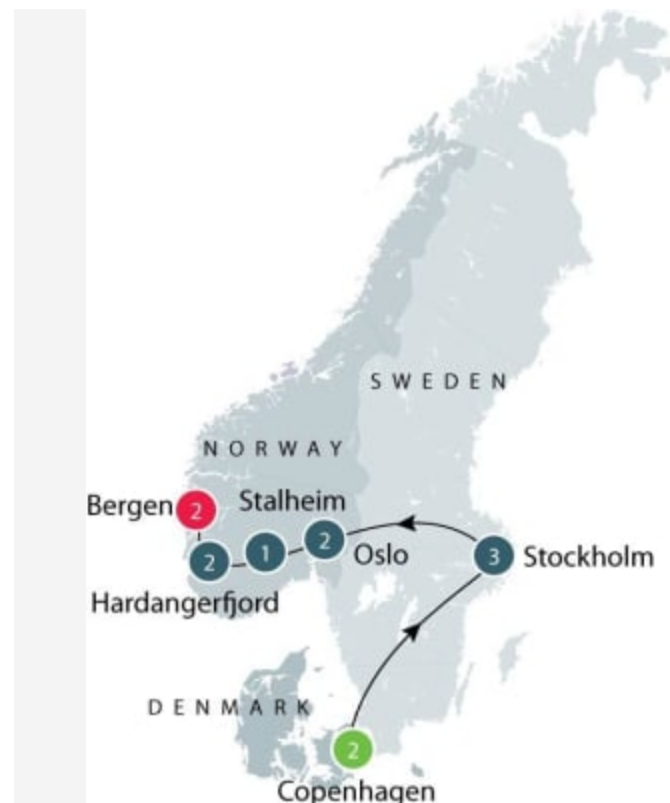 SWEDEN
NORWAY
Bergen 2
Stalheim
2 1 2 Oslo
3 Stockholm
Hardangerfjord
DENMARK
2
Copenhagen